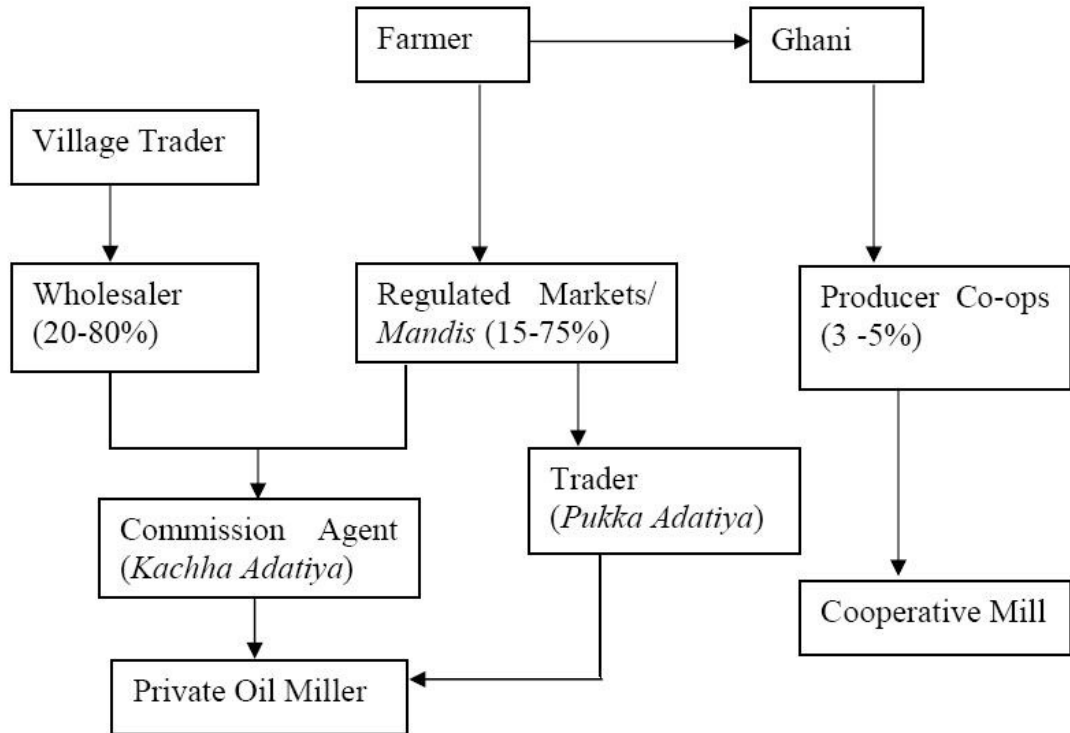 Farmer
Ghani
Village Trader
Wholesaler
(20-80%)
Regulated Markets/
Mandis (15-75%)
Producer Co-ops
(3 -5%)
Trader
(Pukka Adatiya)
Commission Agent
(Kachha Adatiya)
Cooperative Mill
Private Oil Miller